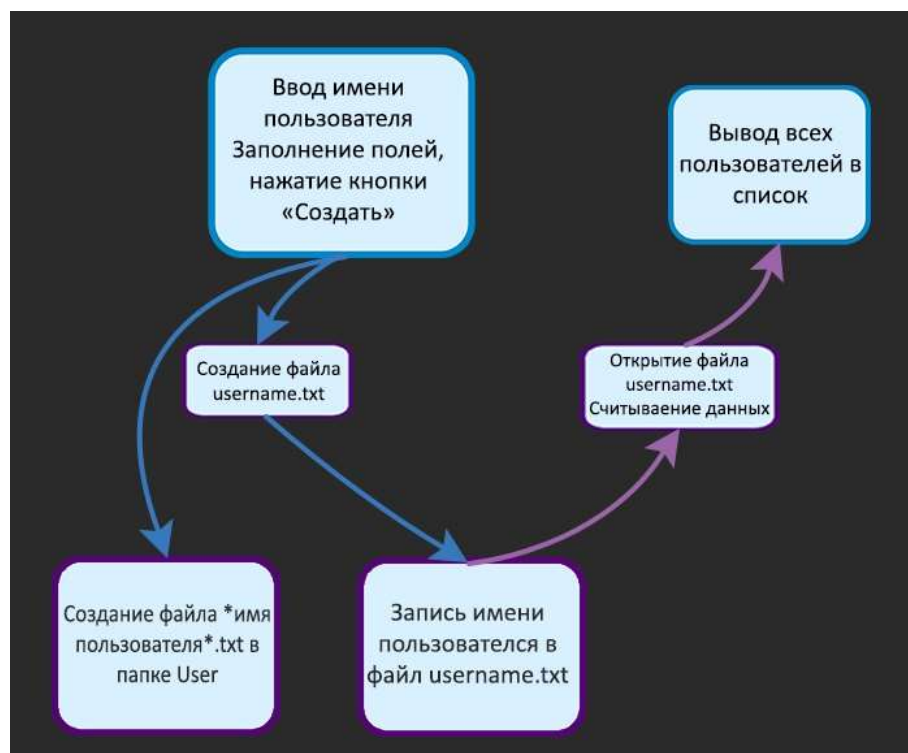 Ввод имени
пользователя
Заполнение полей,
нажатие кнопки
«Создать»
Вывод всех
пользователей в
список
Создание файла
username.txt
Открытие файла
username.txt
Считываение данных
Создание файла *имя
пользователя*.txt в
папке User
Запись имени
пользователся в
файл username.txt